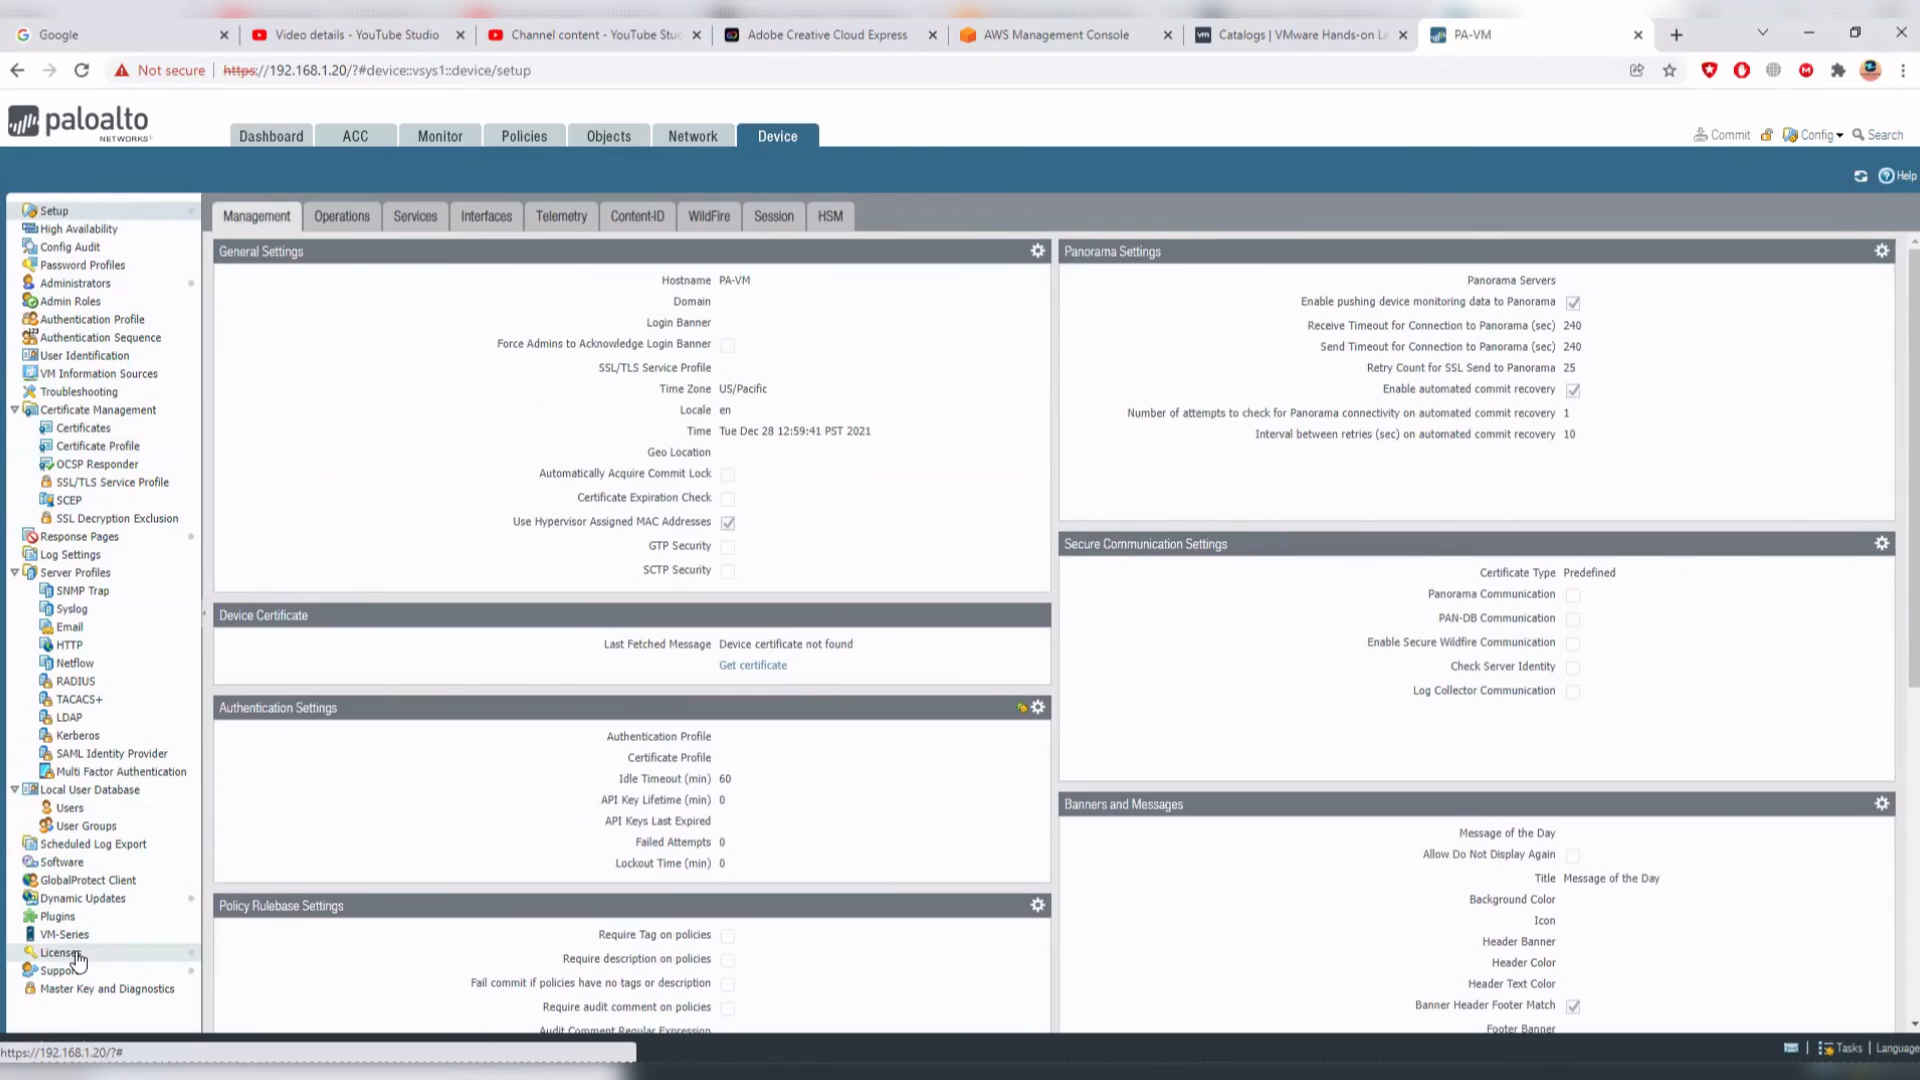 Google
Video details - YouTube Studio
Channel content - YouTube Stu
Adobe Creative Cloud Express
AWS Management Console
Catalogs | VMware Hands-on La
PA-VM
Not secure
https://192.168.1.20/?#device::vsys1::device/setup
paloalto
NETWORKS
Dashboard
ACC
Monitor
Policies
Objects
Network
Device
Commit
Config
Search
Help
Setup
High Availability
Config Audit
Password Profiles
Administrators
Admin Roles
Authentication Profile
Authentication Sequence
User Identification
VM Information Sources
Troubleshooting
Certificate Management
Certificates
Certificate Profile
OCSP Responder
SSL/TLS Service Profile
SCEP
SSL Decryption Exclusion
Response Pages
Log Settings
Server Profiles
SNMP Trap
Syslog
Email
HTTP
Netflow
RADIUS
TACACS+
LDAP
Kerberos
SAML Identity Provider
Multi Factor Authentication
Local User Database
Users
User Groups
Scheduled Log Export
Software
GlobalProtect Client
Dynamic Updates
Plugins
VM-Series
Licenses
Support
Master Key and Diagnostics
Management
Operations
Services
Interfaces
Telemetry
Content-ID
WildFire
Session
HSM
General Settings
Hostname PA-VM
Domain
Login Banner
Force Admins to Acknowledge Login Banner
SSL/TLS Service Profile
Time Zone US/Pacific
Locale en
Time Tue Dec 28 12:59:41 PST 2021
Geo Location
Automatically Acquire Commit Lock
Certificate Expiration Check
Use Hypervisor Assigned MAC Addresses
GTP Security
SCTP Security
Device Certificate
Last Fetched Message Device certificate not found
Get certificate
Authentication Settings
Authentication Profile
Certificate Profile
Idle Timeout (min) 60
API Key Lifetime (min) 0
API Keys Last Expired
Failed Attempts 0
Lockout Time (min) 0
Policy Rulebase Settings
Require Tag on policies
Require description on policies
Fail commit if policies have no tags or description
Require audit comment on policies
Audit Comment Regular Expression
Panorama Settings
Panorama Servers
Enable pushing device monitoring data to Panorama
Receive Timeout for Connection to Panorama (sec) 240
Send Timeout for Connection to Panorama (sec) 240
Retry Count for SSL Send to Panorama 25
Enable automated commit recovery
Number of attempts to check for Panorama connectivity on automated commit recovery 1
Interval between retries (sec) on automated commit recovery 10
Secure Communication Settings
Certificate Type Predefined
Panorama Communication
PAN-DB Communication
Enable Secure Wildfire Communication
Check Server Identity
Log Collector Communication
Banners and Messages
Message of the Day
Allow Do Not Display Again
Title Message of the Day
Background Color
Icon
Header Banner
Header Color
Header Text Color
Banner Header Footer Match
Footer Banner
https://192.168.1.20/?#
Tasks | Language